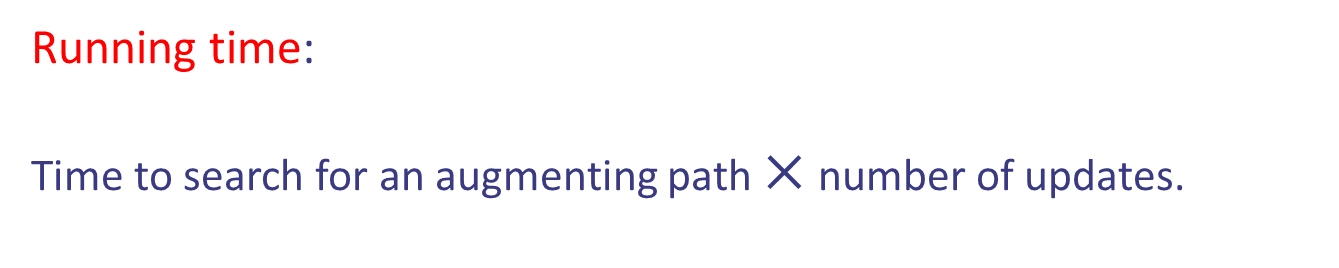 Running time:
Time to search for an augmenting path × number of updates.